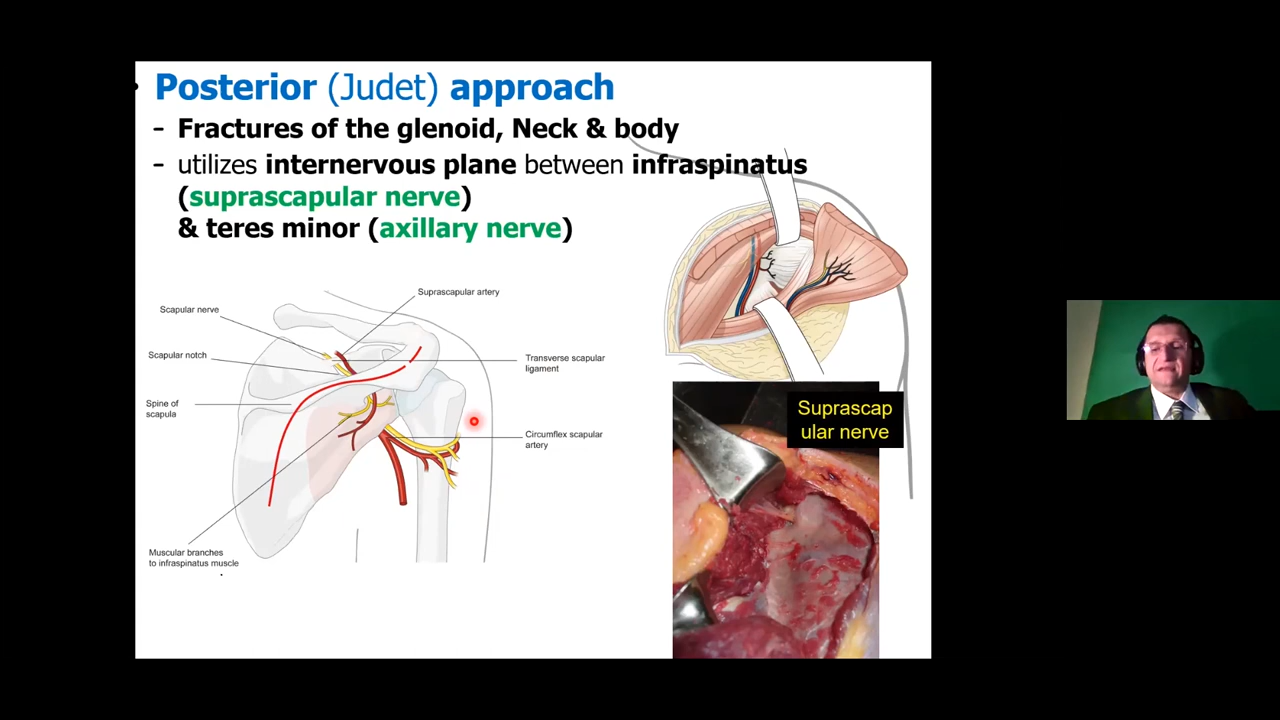 • Posterior (Judet) approach
- Fractures of the glenoid, Neck & body
- utilizes internervous plane between infraspinatus
(suprascapular nerve)
& teres minor (axillary nerve)
Suprascapular artery
Scapular nerve
Scapular notch
Transverse scapular
ligament
Spine of
scapula
Circumflex scapular
artery
Muscular branches
to infraspinatus muscle
Suprascap
ular nerve